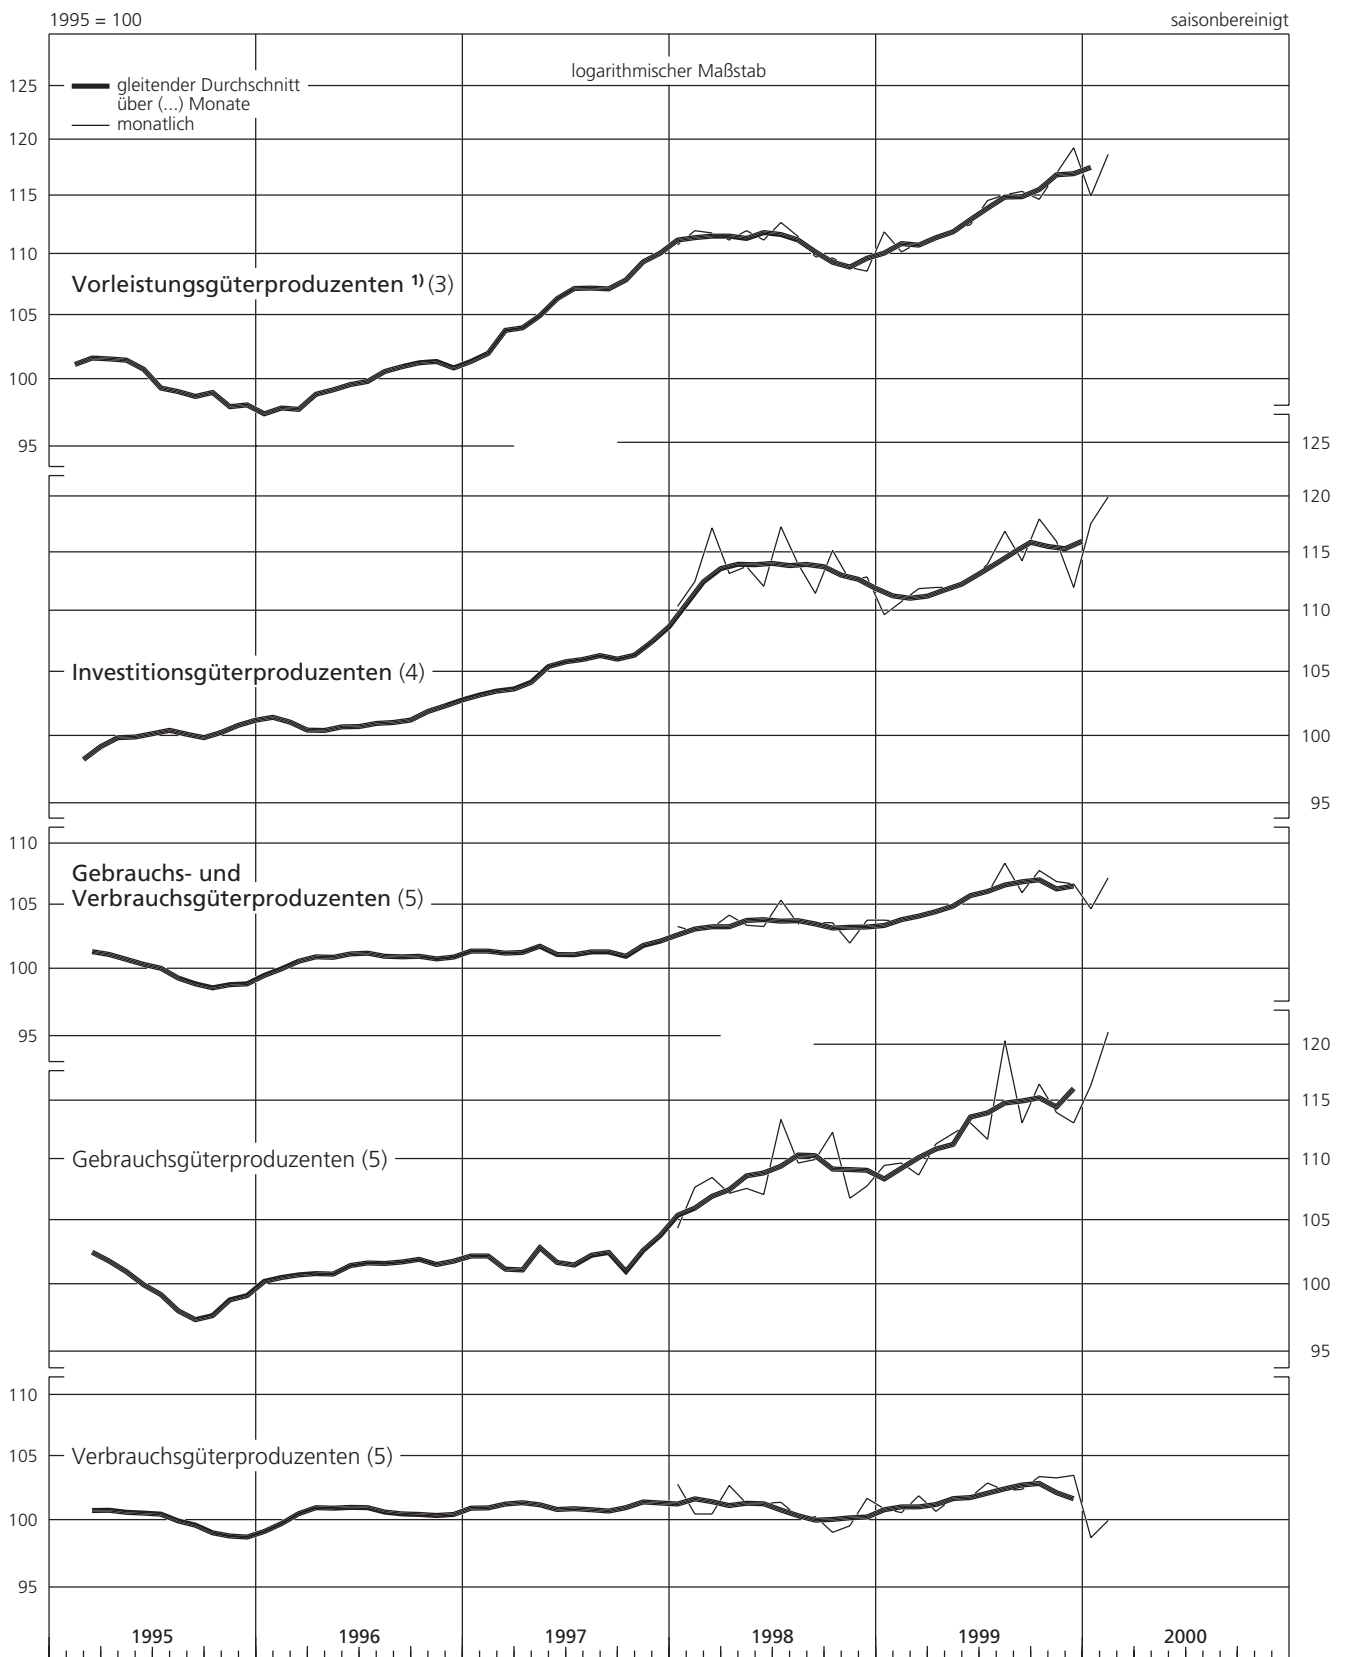 1995 = 100
saisonbereinigt
logarithmischer Maßstab
125
gleitender Durchschnitt
über (...) Monate
monatlich
120
115
110
Vorleistungsgüterproduzenten 1) (3)
105
100
95
125
120
115
110
Investitionsgüterproduzenten (4)
105
100
95
110
Gebrauchs- und
Verbrauchsgüterproduzenten (5)
105
100
95
120
115
Gebrauchsgüterproduzenten (5)
110
105
100
95
110
105
Verbrauchsgüterproduzenten (5)
100
95
1995 1996 1997 1998 1999 2000